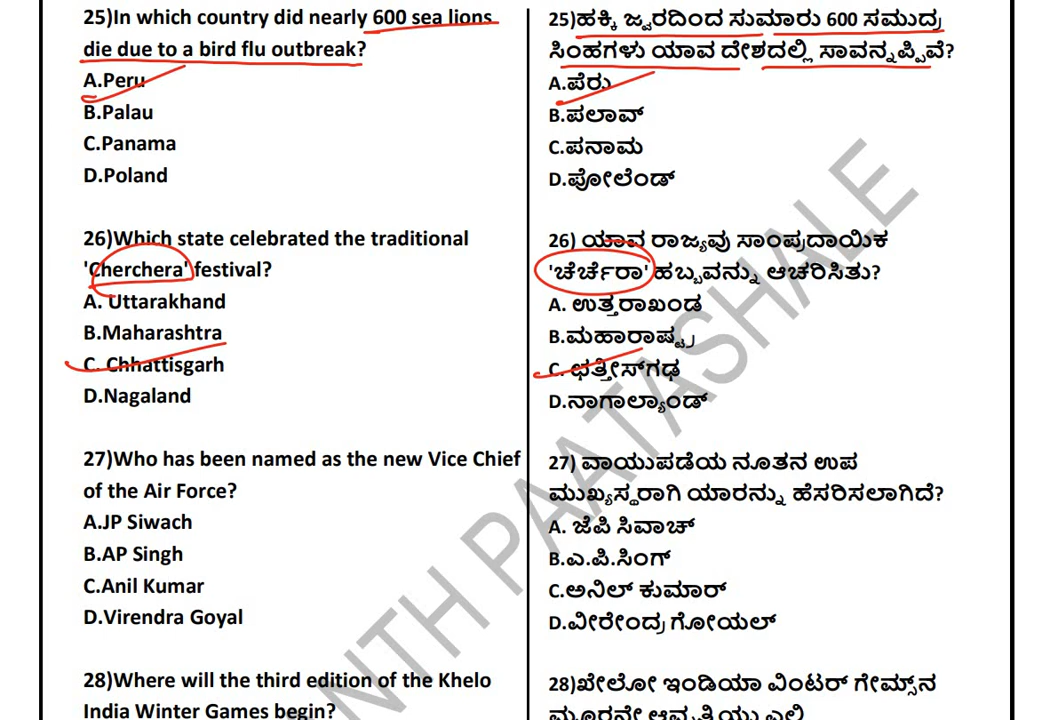 25)In which country did nearly 600 sea lions
die due to a bird flu outbreak?
A.Peru
B.Palau
C.Panama
D.Poland
26)Which state celebrated the traditional
'Cherchera' festival?
A. Uttarakhand
B.Maharashtra
C. Chhattisgarh
D.Nagaland
27)Who has been named as the new Vice Chief
of the Air Force?
A.JP Siwach
B.AP Singh
C.Anil Kumar
D.Virendra Goyal
28)Where will the third edition of the Khelo
India Winter Games begin?
25)ಹಕ್ಕಿ ಜ್ವರದಿಂದ ಸುಮಾರು 600 ಸಮುದ್ರ
ಸಿಂಹಗಳು ಯಾವ ದೇಶದಲ್ಲಿ ಸಾವನ್ನಪ್ಪಿವೆ?
A.ಪೆರು
B.ಪಲಾವ್
C.ಪನಾಮ
D.ಪೋಲೆಂಡ್
26) ಯಾವ ರಾಜ್ಯವು ಸಾಂಪ್ರದಾಯಿಕ
'ಚೆರ್ಚೆರಾ' ಹಬ್ಬವನ್ನು ಆಚರಿಸಿತು?
A. ಉತ್ತರಾಖಂಡ
B.ಮಹಾರಾಷ್ಟ್ರ
C. ಛತ್ತೀಸ್‌ಗಢ
D.ನಾಗಾಲ್ಯಾಂಡ್
27) ವಾಯುಪಡೆಯ ನೂತನ ಉಪ
ಮುಖ್ಯಸ್ಥರಾಗಿ ಯಾರನ್ನು ಹೆಸರಿಸಲಾಗಿದೆ?
A. ಜೆಪಿ ಸಿವಾಚ್
B.ಎ.ಪಿ.ಸಿಂಗ್
C.ಅನಿಲ್ ಕುಮಾರ್
D.ವೀರೇಂದ್ರ ಗೋಯಲ್
28)ಖೇಲೋ ಇಂಡಿಯಾ ವಿಂಟರ್ ಗೇಮ್ಸ್‌ನ
ಮೂರನೇ ಆವೃತ್ತಿಯು ಎಲ್ಲಿ
NTH PAATASHALE